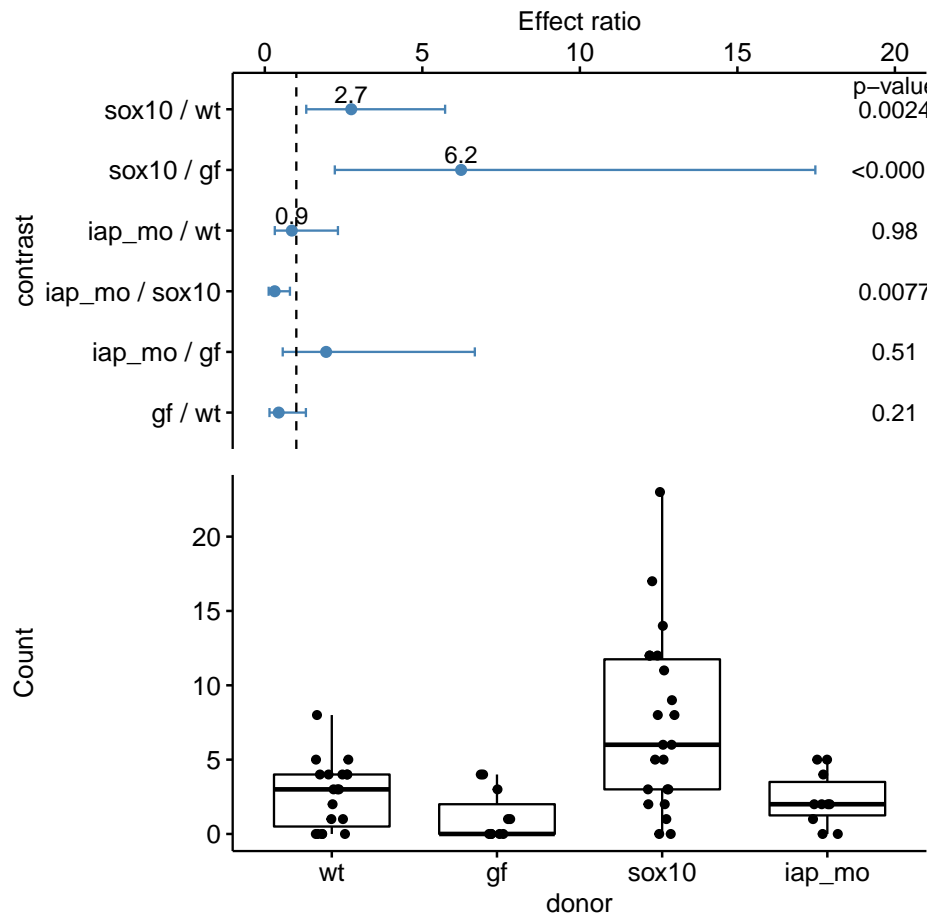 Effect ratio
0 5 10 15 20
p-value
sox10 / wt 2.7 0.0024
sox10 / gf 6.2 <0.000
iap_mo / wt 0.9 0.98
iap_mo / sox10 0.0077
iap_mo / gf 0.51
gf / wt 0.21
contrast
20
15
10
5
0
Count
wt gf sox10 iap_mo
donor